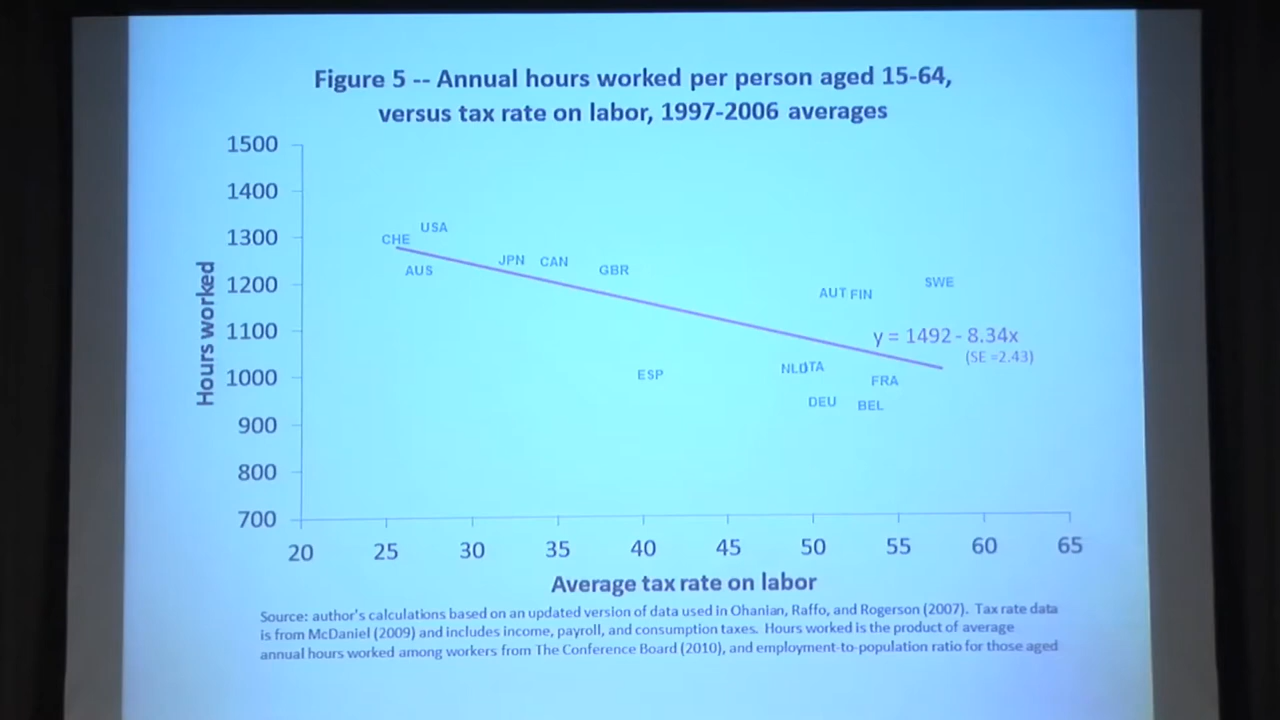 Figure 5 -- Annual hours worked per person aged 15-64,
versus tax rate on labor, 1997-2006 averages
Hours worked
1500
1400
1300
1200
1100
1000
900
800
700
USA
CHE
AUS
JPN
CAN
GBR
ESP
AUT
FIN
SWE
y = 1492 - 8.34x
(SE =2.43)
NLD
TA
FRA
DEU
BEL
20 25 30 35 40 45 50 55 60 65
Average tax rate on labor
Source: author's calculations based on an updated version of data used in Ohanian, Raffo, and Rogerson (2007). Tax rate data
is from McDaniel (2009) and includes income, payroll, and consumption taxes. Hours worked is the product of average
annual hours worked among workers from The Conference Board (2010), and employment-to-population ratio for those aged